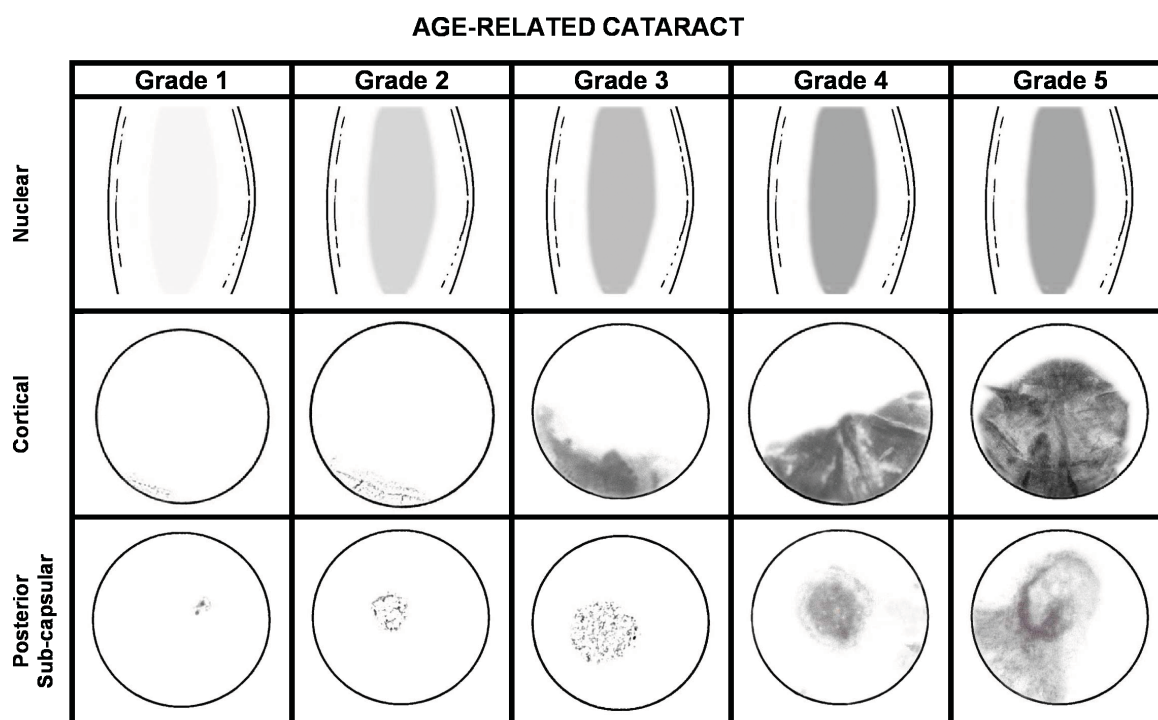 AGE-RELATED CATARACT
Grade 1 Grade 2 Grade 3 Grade 4 Grade 5
Nuclear
Cortical
Posterior
Sub-capsular